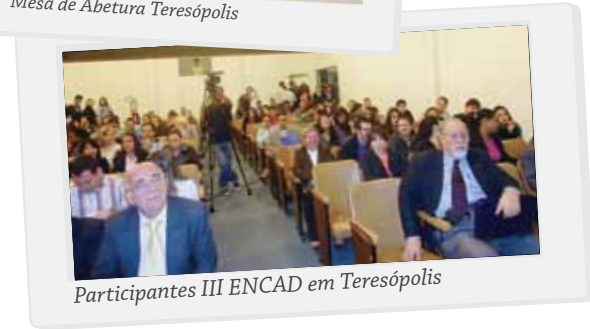 Mesa de Abetura Teresópolis
Participantes III ENCAD em Teresópolis